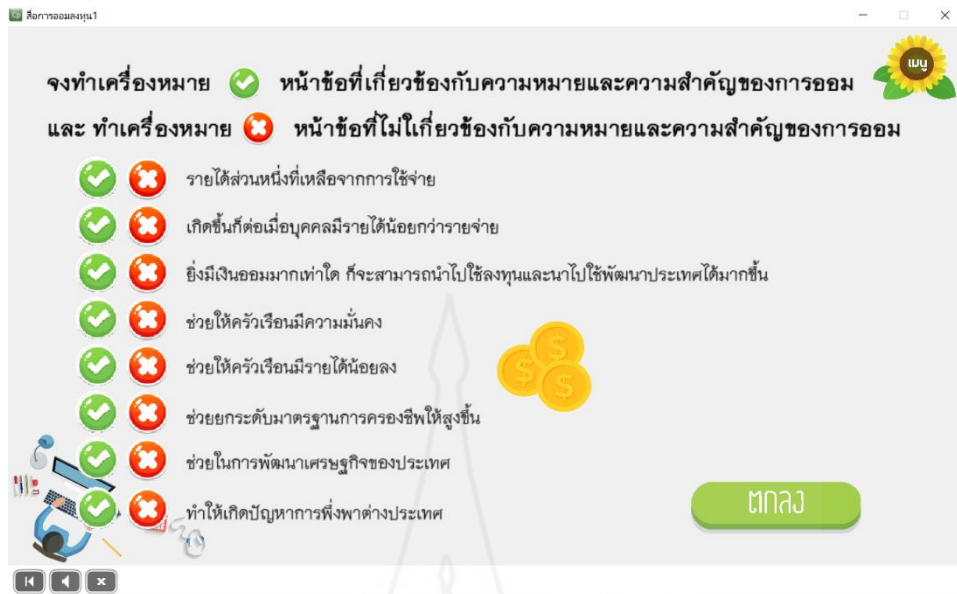 สื่อการออมลงทุน1
เมนู
จงทำเครื่องหมาย หน้าข้อที่เกี่ยวข้องกับความหมายและความสำคัญของการออม
และ ทำเครื่องหมาย หน้าข้อที่ไม่เกี่ยวข้องกับความหมายและความสำคัญของการออม
รายได้ส่วนหนึ่งที่เหลือจากการใช้จ่าย
เกิดขึ้นก็ต่อเมื่อบุคคลมีรายได้น้อยกว่ารายจ่าย
ยิ่งมีเงินออมมากเท่าใด ก็จะสามารถนำไปใช้ลงทุนและนาไปใช้พัฒนาประเทศได้มากขึ้น
ช่วยให้ครัวเรือนมีความมั่นคง
ช่วยให้ครัวเรือนมีรายได้น้อยลง
ช่วยยกระดับมาตรฐานการครองชีพให้สูงขึ้น
ช่วยในการพัฒนาเศรษฐกิจของประเทศ
ทำให้เกิดปัญหาการพึ่งพาต่างประเทศ
ตกลง